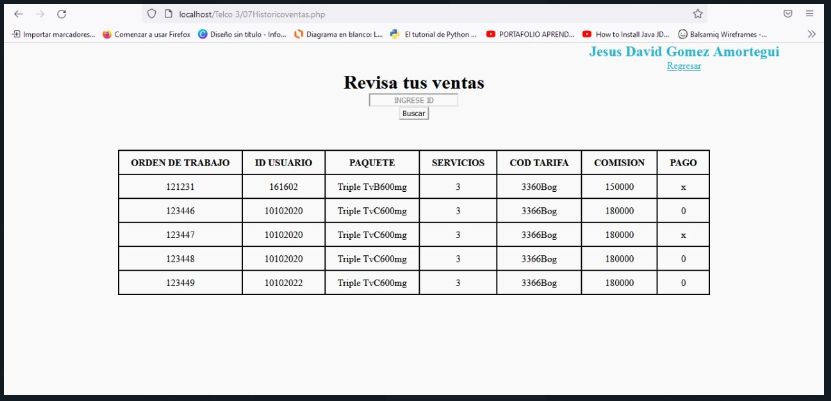 localhost/Telco 3/07Historicoventas.php
Importar marcadores... Comenzar a usar Firefox Diseño sin título - Info... Diagrama en blanco: L... El tutorial de Python ... PORTAFOLIO APREND... How to Install Java JD... Balsamiq Wireframes -...
Jesus David Gomez Amortegui
Regresar
Revisa tus ventas
INGRESE ID
Buscar
ORDEN DE TRABAJO ID USUARIO PAQUETE SERVICIOS COD TARIFA COMISION PAGO
121231 161602 Triple TvB600mg 3 3360Bog 150000 x
123446 10102020 Triple TvC600mg 3 3366Bog 180000 0
123447 10102020 Triple TvC600mg 3 3366Bog 180000 x
123448 10102020 Triple TvC600mg 3 3366Bog 180000 0
123449 10102022 Triple TvC600mg 3 3366Bog 180000 0